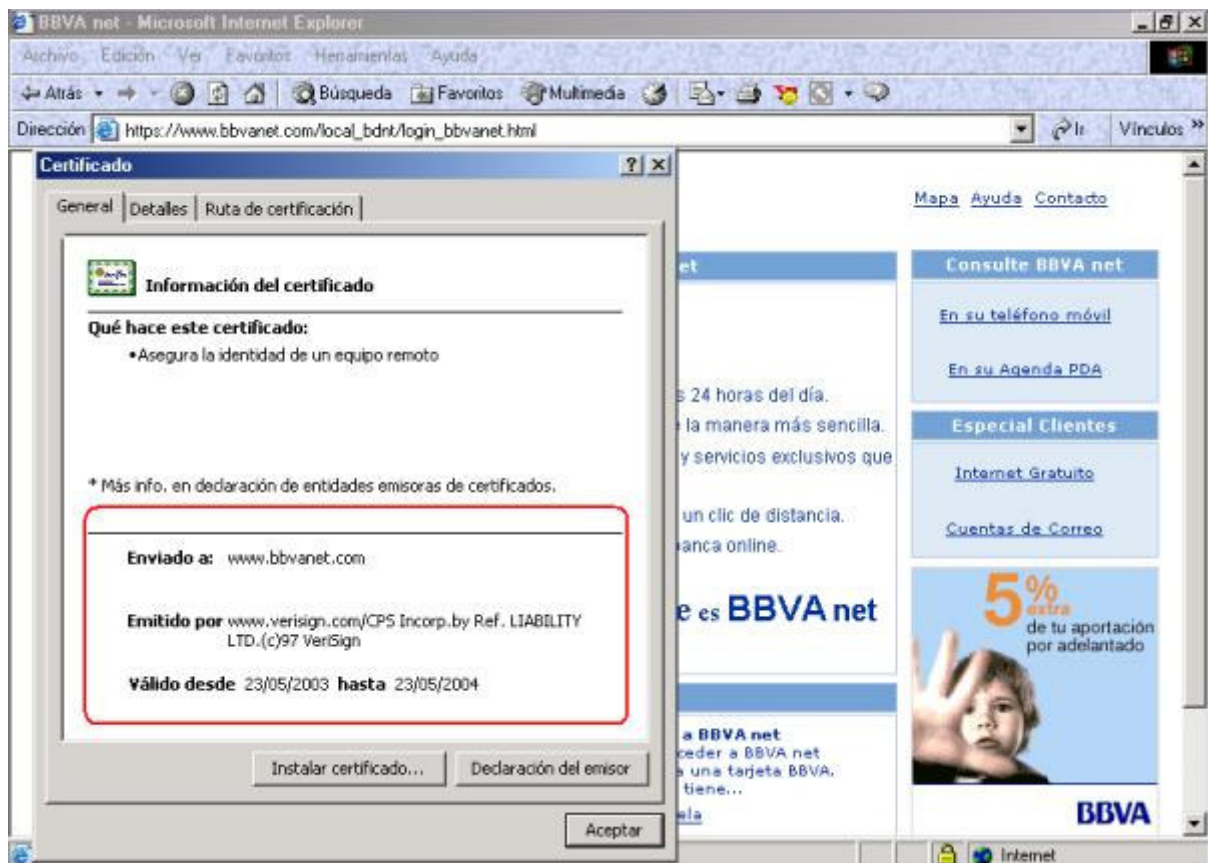 BBVA net - Microsoft Internet Explorer
Archivo Edición Ver Favoritos Herramientas Ayuda
Atrás Búsqueda Favoritos Multimedia
Dirección https://www.bbvanet.com/local_bdnt/login_bbvanet.html Ir Vínculos »
Certificado
General Detalles Ruta de certificación
Información del certificado
Qué hace este certificado:
•Asegura la identidad de un equipo remoto
* Más info. en declaración de entidades emisoras de certificados.
Enviado a: www.bbvanet.com
Emitido por www.verisign.com/CPS Incorp.by Ref. LIABILITY
LTD.(c)97 VeriSign
Válido desde 23/05/2003 hasta 23/05/2004
Instalar certificado... Declaración del emisor
Aceptar
et
s 24 horas del día.
la manera más sencilla.
y servicios exclusivos que
un clic de distancia.
anca online.
e es BBVA net
a BBVA net
ceder a BBVA net
una tarjeta BBVA.
tiene...
ela
Mapa Ayuda Contacto
Consulte BBVA net
En su teléfono móvil
En su Agenda PDA
Especial Clientes
Internet Gratuito
Cuentas de Correo
5%
extra
de tu aportación
por adelantado
BBVA
Internet